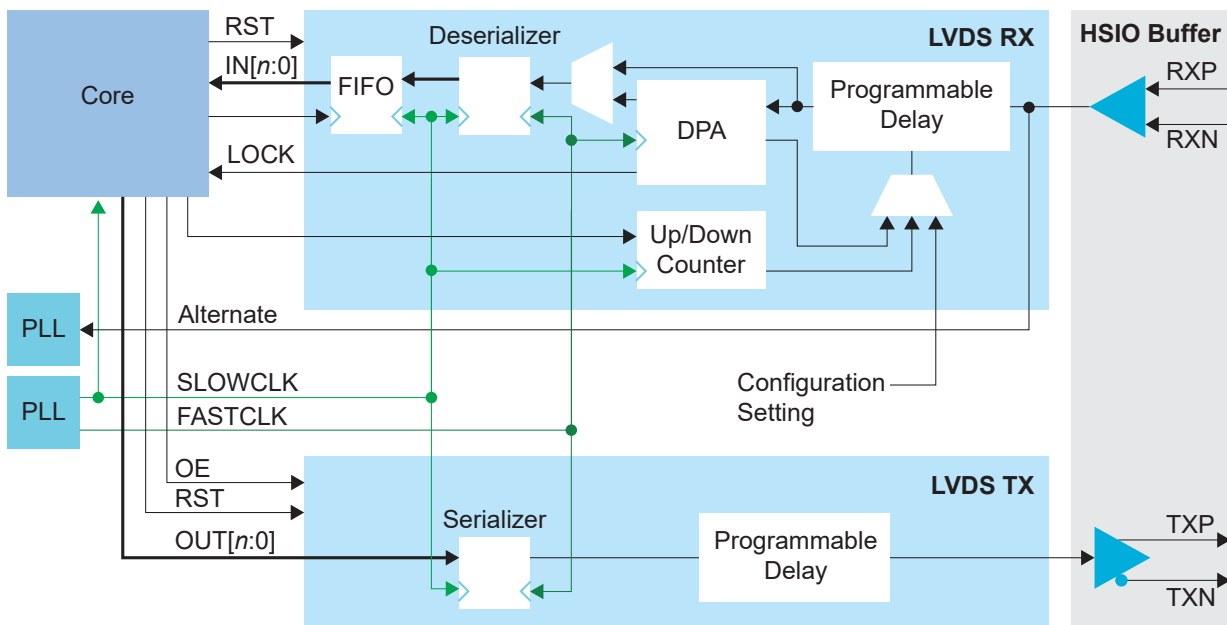 RST
LVDS RX
HSIO Buffer
Deserializer
IN[n:0]
RXP
Core
FIFO
Programmable
Delay
DPA
RXN
LOCK
Up/Down
Counter
Alternate
PLL
SLOWCLK
Configuration
Setting
PLL
FASTCLK
OE
LVDS TX
RST
Serializer
OUT[n:0]
Programmable
Delay
TXP
TXN